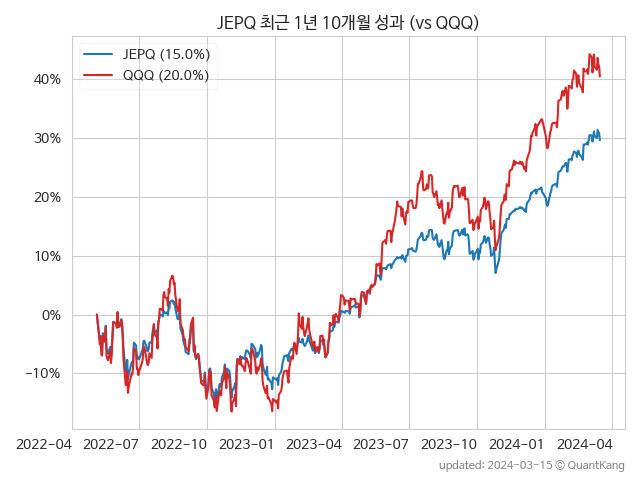 JEPQ 최근 1년 10개월 성과 (vs QQQ)
JEPQ (15.0%)
QQQ (20.0%)
40%
30%
20%
10%
0%
−10%
2022-04 2022-07 2022-10 2023-01 2023-04 2023-07 2023-10 2024-01 2024-04
updated: 2024-03-15 © QuantKang